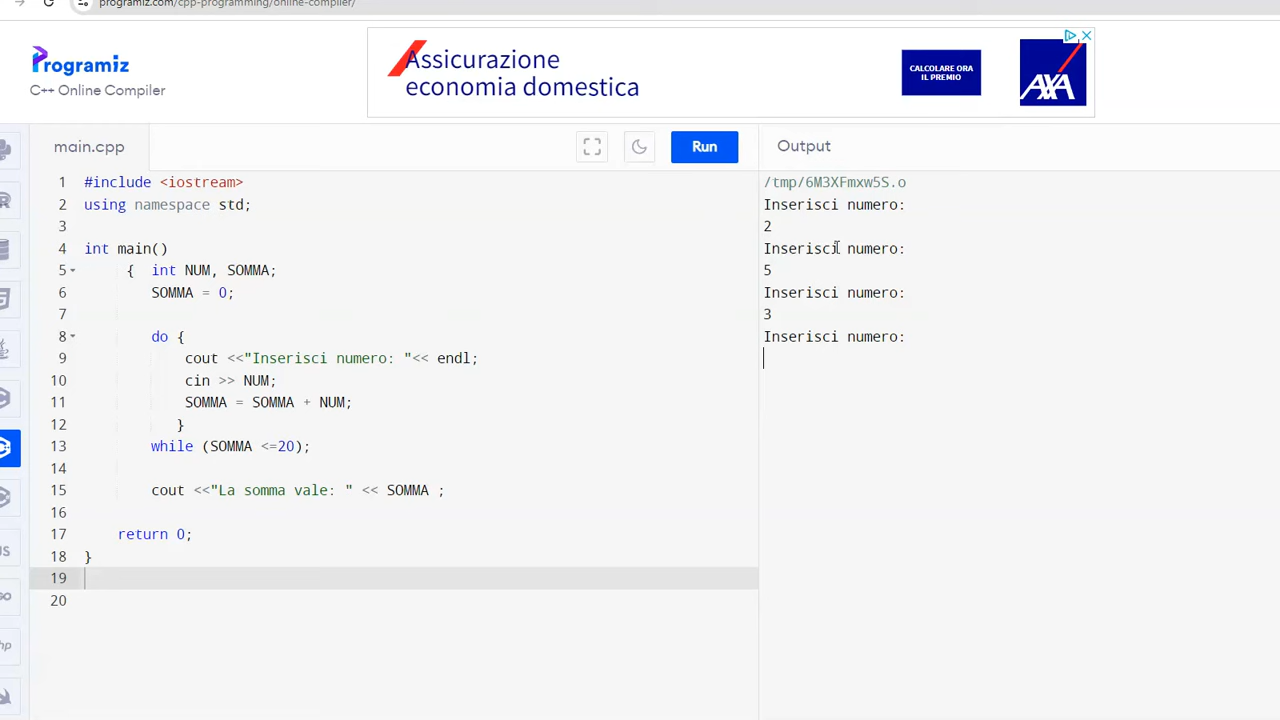 programiz.com/cpp-programming/online-compiler/
Programiz
C++ Online Compiler
Assicurazione
economia domestica
CALCOLARE ORA
IL PREMIO
AXA
main.cpp
Run
Output
1 #include <iostream>
2 using namespace std;
3
4 int main()
5 { int NUM, SOMMA;
6 SOMMA = 0;
7
8 do {
9 cout <<"Inserisci numero: "<< endl;
10 cin >> NUM;
11 SOMMA = SOMMA + NUM;
12 }
13 while (SOMMA <=20);
14
15 cout <<"La somma vale: " << SOMMA ;
16
17 return 0;
18 }
19
20
/tmp/6M3XFmxw5S.o
Inserisci numero:
2
Inserisci numero:
5
Inserisci numero:
3
Inserisci numero: